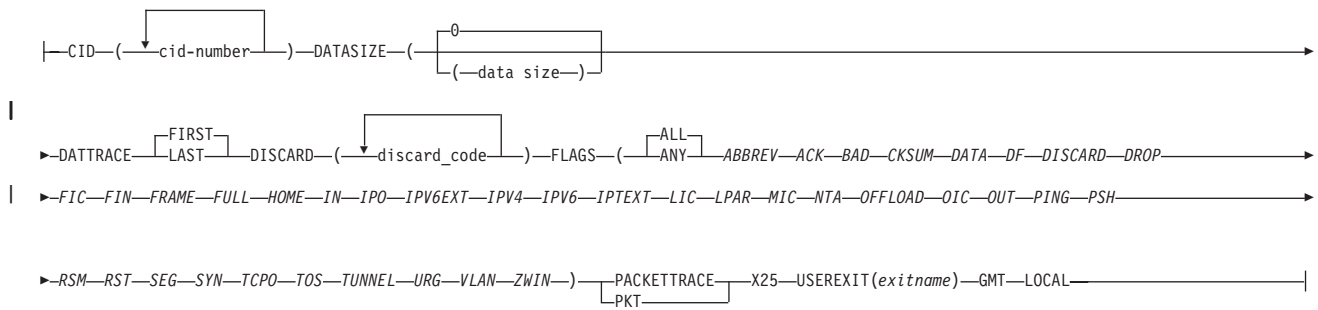 0
CID ( cid-number ) DATASIZE (
( data size )
FIRST ALL
DATTRACE LAST DISCARD ( discard_code ) FLAGS ( ANY ABBREV ACK BAD CKSUM DATA DF DISCARD DROP
FIC FIN FRAME FULL HOME IN IPO IPV6EXT IPV4 IPV6 IPTEXT LIC LPAR MIC NTA OFFLOAD OIC OUT PING PSH
RSM RST SEG SYN TCPO TOS TUNNEL URG VLAN ZWIN ) PACKETTRACE X25 USEREXIT(exitname) GMT LOCAL
PKT